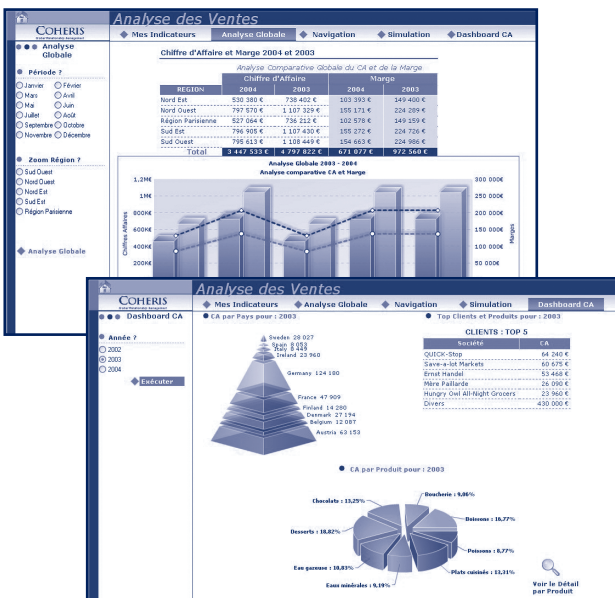 Analyse des Ventes
COHERIS
Mes Indicateurs Analyse Globale Navigation Simulation Dashboard CA
Analyse Globale
Période ?
Janvier Février
Mars Avril
Mai Juin
Juillet Août
Septembre Octobre
Novembre Décembre
Zoom Région ?
Sud Ouest
Nord Ouest
Nord Est
Sud Est
Région Parisienne
Analyse Globale
Chiffre d'Affaire et Marge 2004 et 2003
Analyse Comparative Globale du CA et de la Marge
Chiffre d'Affaire Marge
REGION 2004 2003 2004 2003
Nord Est 530 380 € 738 402 € 103 393 € 149 400 €
Nord Ouest 797 570 € 1 107 329 € 155 171 € 224 289 €
Région Parisienne 527 064 € 736 212 € 102 578 € 149 159 €
Sud Est 796 905 € 1 107 430 € 155 272 € 224 726 €
Sud Ouest 795 613 € 1 108 449 € 154 663 € 224 986 €
Total 3 447 533 € 4 797 822 € 671 077 € 972 560 €
Analyse Globale 2003 - 2004
Analyse comparative CA et Marge
Chiffres Affaires
1,2M€
1M€
800K€
600K€
400K€
200K€
300 000€
250 000€
200 000€
150 000€
100 000€
50 000€
Marges
Analyse des Ventes
COHERIS
Mes Indicateurs Analyse Globale Navigation Simulation Dashboard CA
Dashboard CA
Année ?
2002
2003
2004
Exécuter
CA par Pays pour : 2003
Sweden 28 027
Spain 8 053
Italy 8 449
Ireland 23 960
Germany 124 180
France 47 909
Finland 14 280
Denmark 27 194
Belgium 12 087
Austria 63 153
Top Clients et Produits pour : 2003
CLIENTS : TOP 5
Société CA
QUICK-Stop 64 240 €
Save-a-lot Markets 60 675 €
Ernst Handel 53 468 €
Mère Paillarde 26 090 €
Hungry Owl All-Night Grocers 23 960 €
Divers 430 000 €
CA par Produit pour : 2003
Boucherie : 9,06%
Boissons : 16,77%
Poissons : 8,77%
Plats cuisinés : 13,31%
Eaux minérales : 9,19%
Eau gazeuse : 10,83%
Desserts : 18,82%
Chocolats : 13,25%
Voir le Détail
par Produit